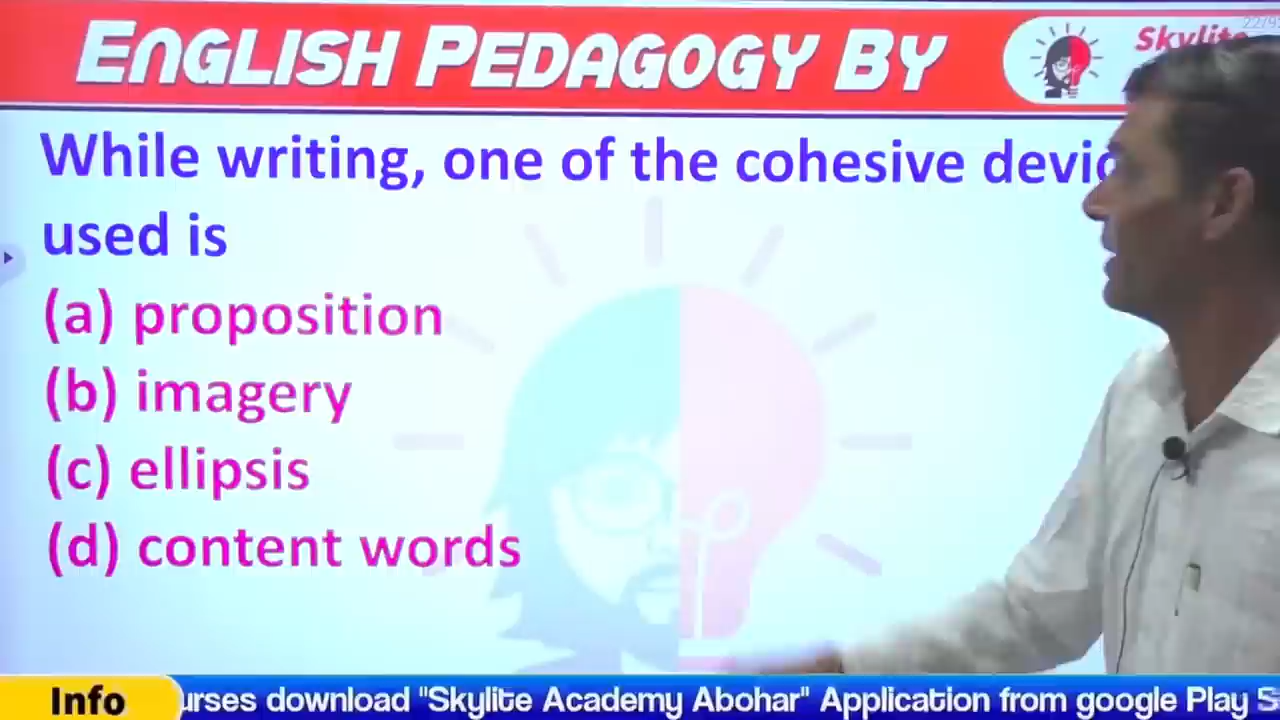 ENGLISH PEDAGOGY BY
Skylite
While writing, one of the cohesive
used is
(a) proposition
(b) imagery
(c) ellipsis
(d) content words
Info
download "Skylite Academy Abohar" Application from google Play